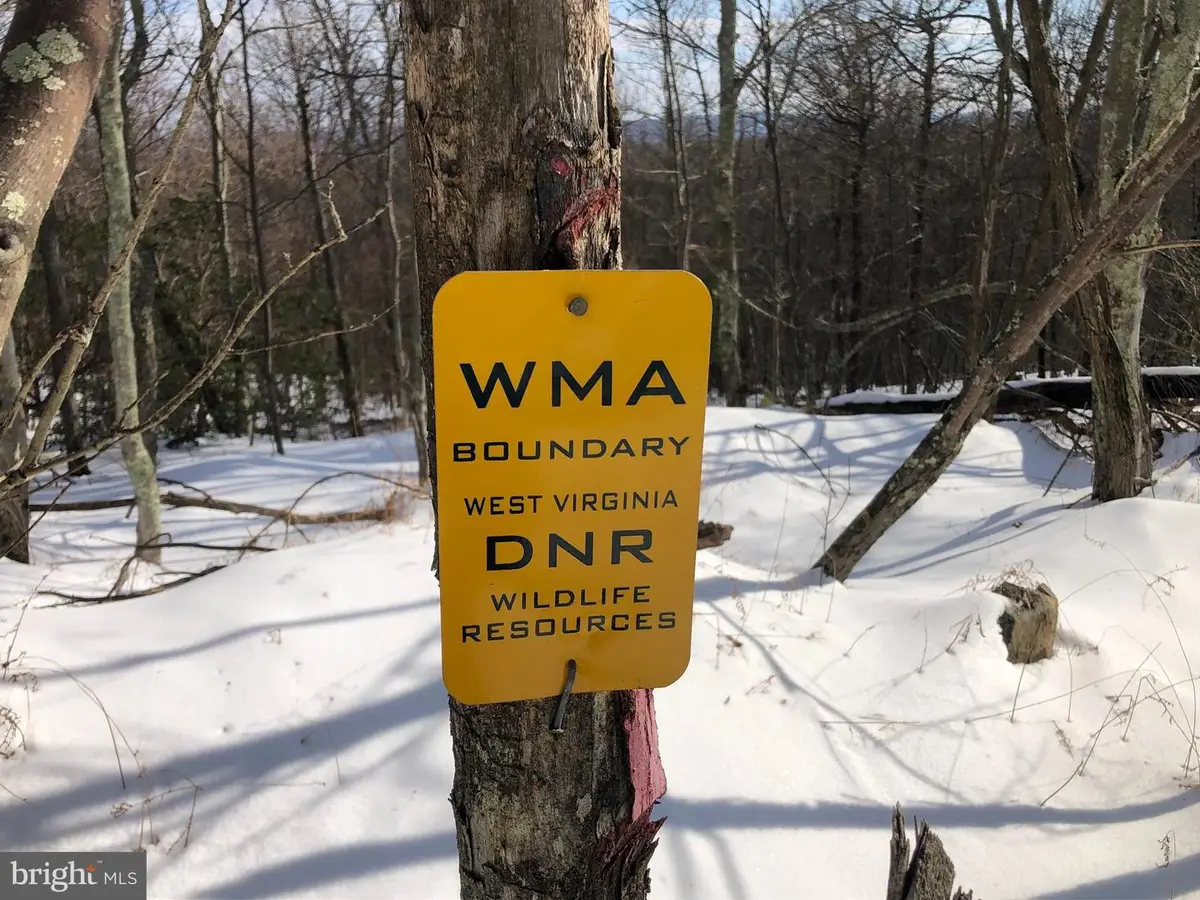 WMA
BOUNDARY
WEST VIRGINIA
DNR
WILDLIFE
RESOURCES
bright MLS